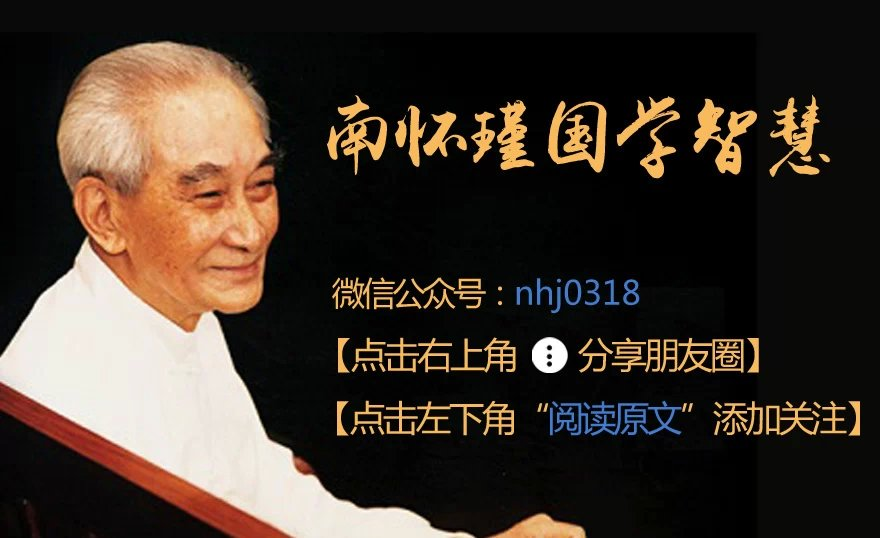 南怀瑾国学智慧
微信公众号：nhj0318
【点击右上角 分享朋友圈】
【点击左下角“阅读原文”添加关注】